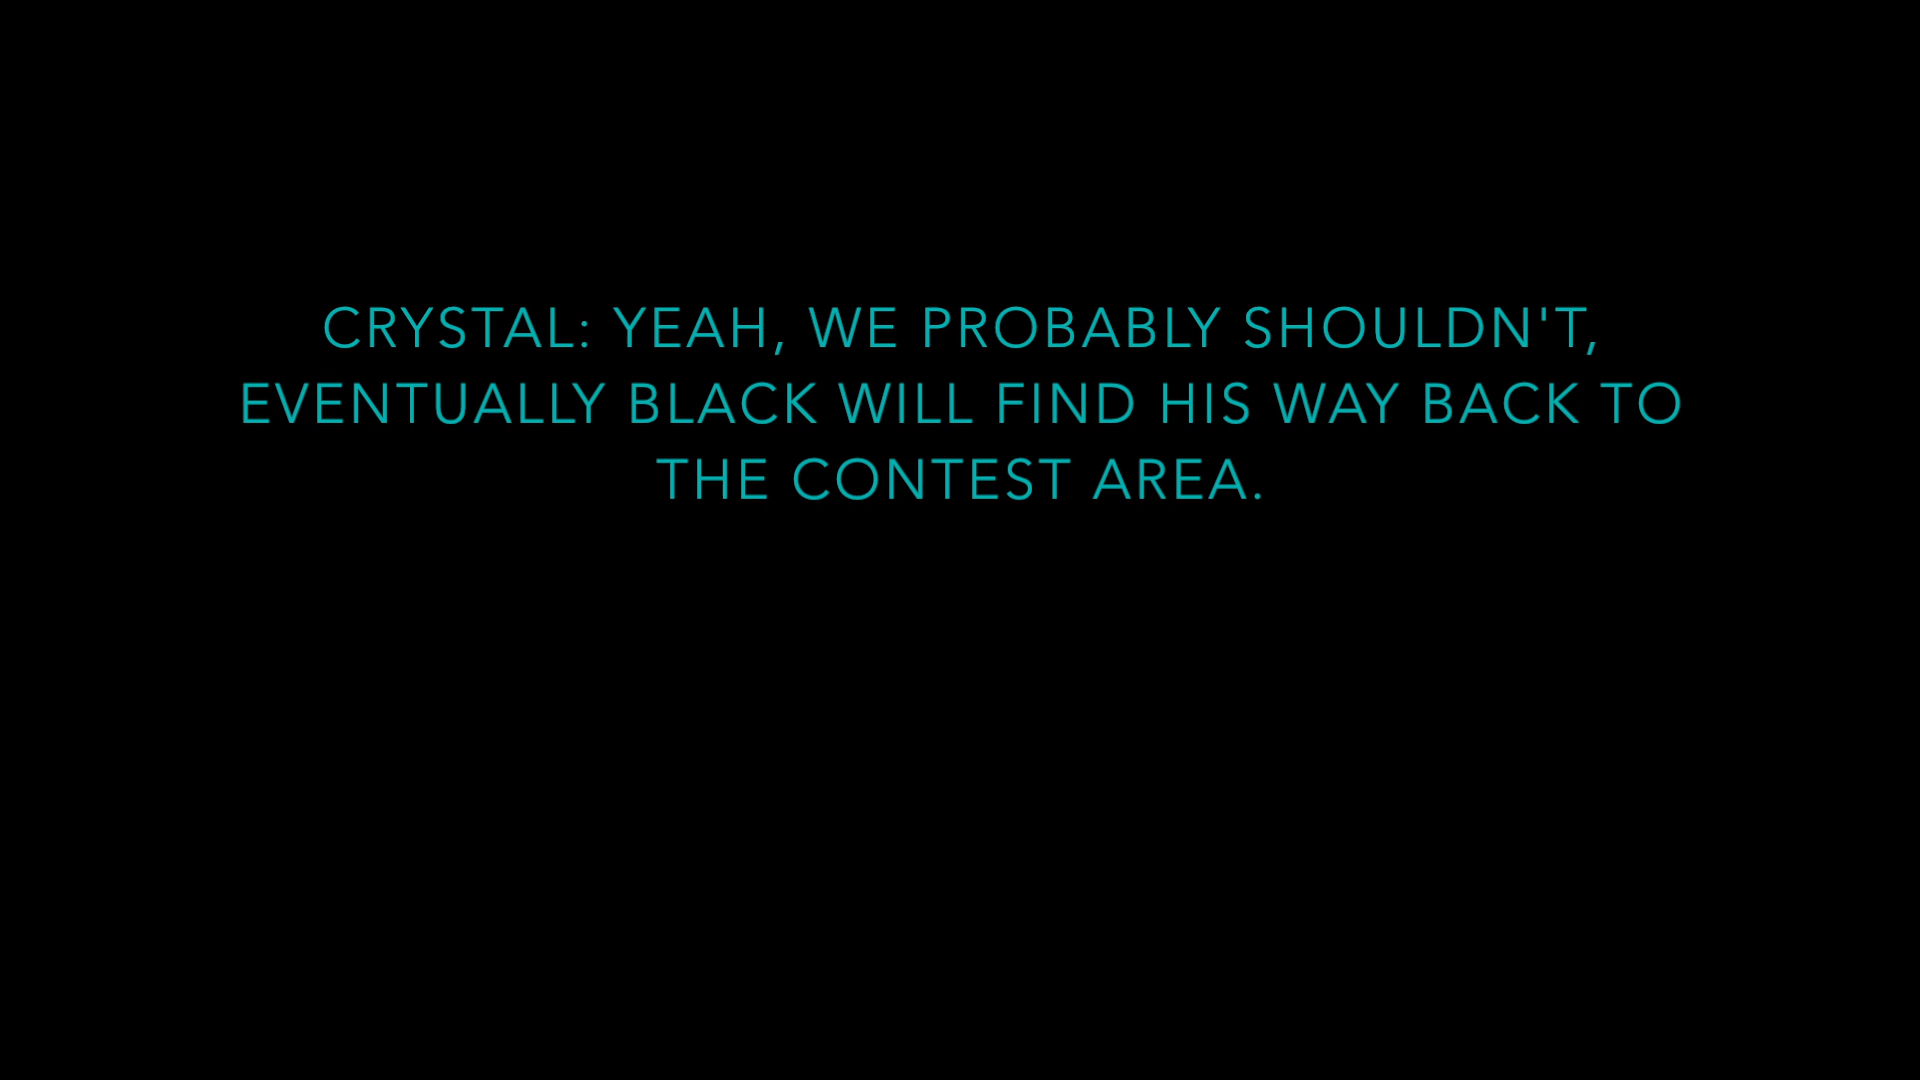 CRYSTAL: YEAH, WE PROBABLY SHOULDN'T,
EVENTUALLY BLACK WILL FIND HIS WAY BACK TO
THE CONTEST AREA.